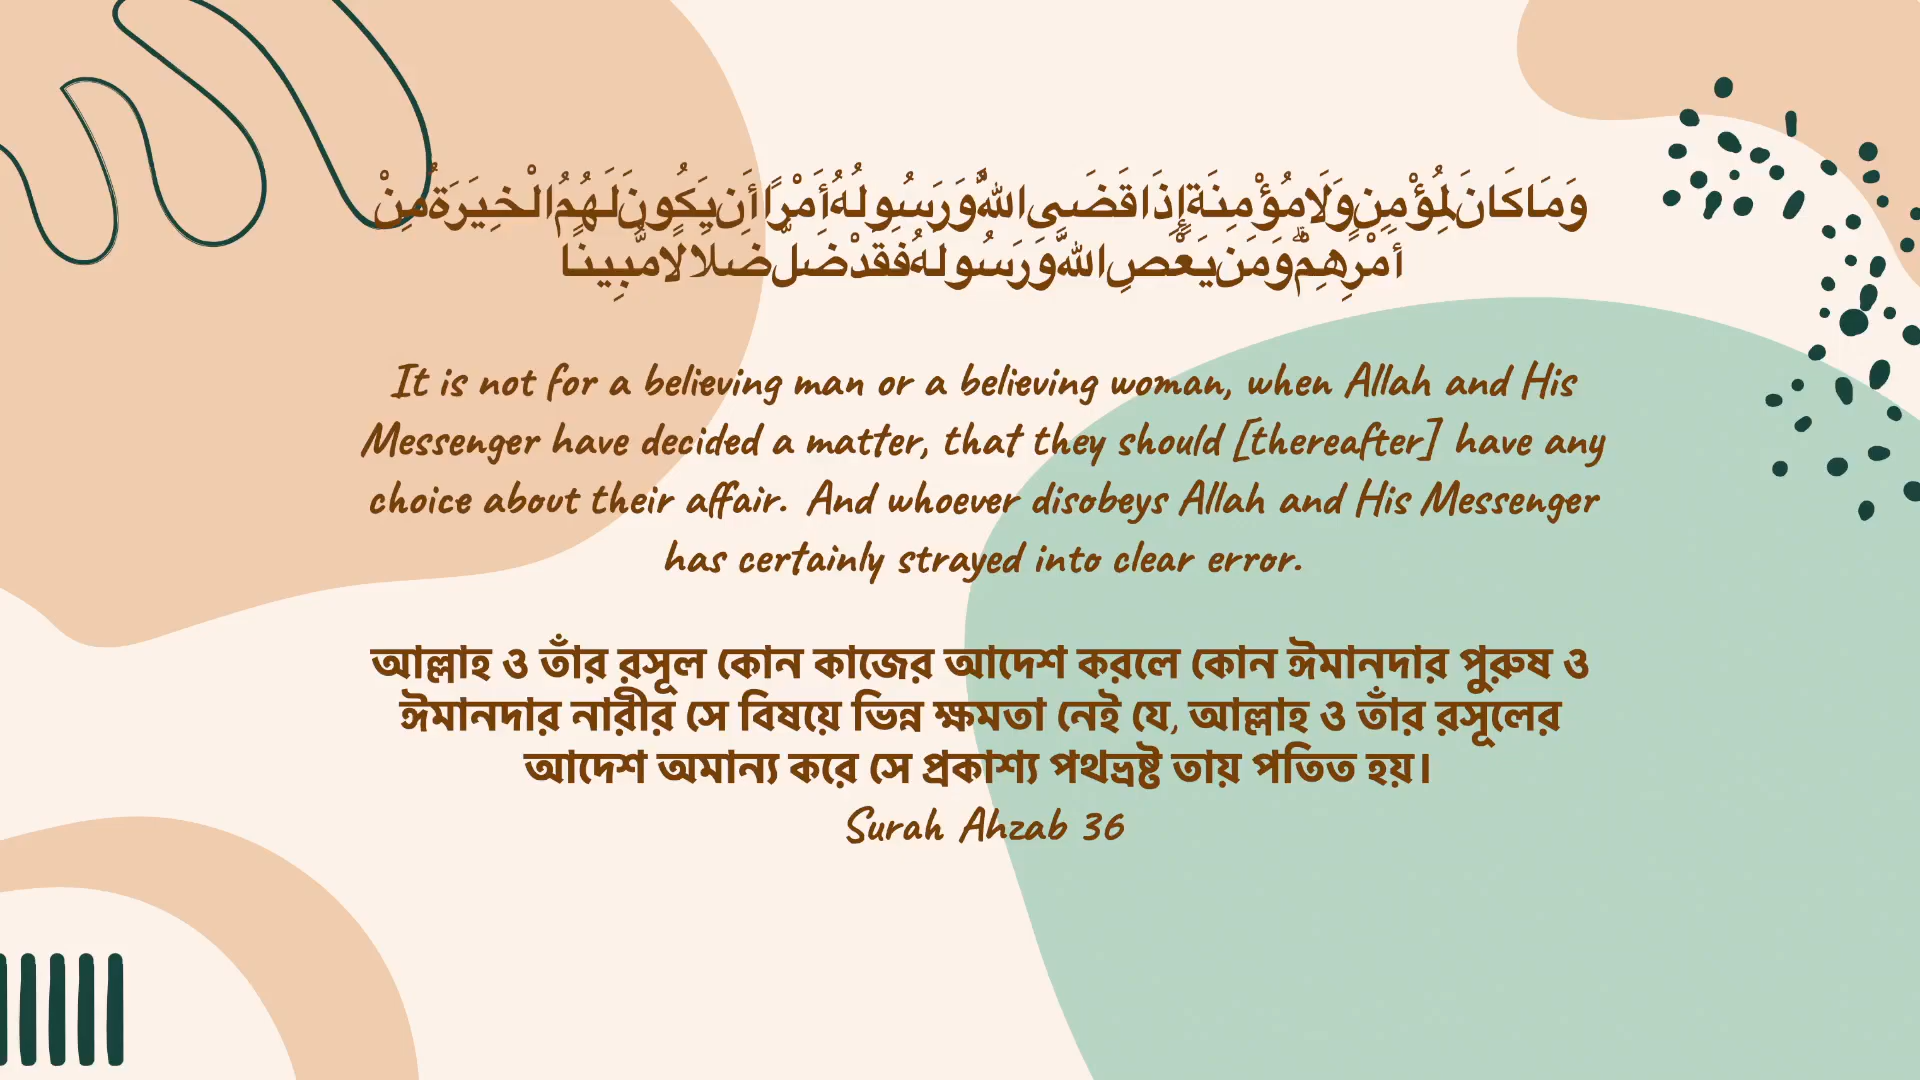 وَمَا كَانَ لِمُؤْمِنٍ وَلَا مُؤْمِنَةٍ إِذَا قَضَى اللَّهُ وَرَسُولُهُ أَمْرًا أَن يَكُونَ لَهُمُ الْخِيَرَةُ مِنْ
أَمْرِهِمْ ۗ وَمَن يَعْصِ اللَّهَ وَرَسُولَهُ فَقَدْ ضَلَّ ضَلَالًا مُّبِينًا
It is not for a believing man or a believing woman, when Allah and His
Messenger have decided a matter, that they should [thereafter] have any
choice about their affair. And whoever disobeys Allah and His Messenger
has certainly strayed into clear error.
আল্লাহ ও তাঁর রসূল কোন কাজের আদেশ করলে কোন ঈমানদার পুরুষ ও
ঈমানদার নারীর সে বিষয়ে ভিন্ন ক্ষমতা নেই যে, আল্লাহ ও তাঁর রসূলের
আদেশ অমান্য করে সে প্রকাশ্য পথভ্রষ্ট তায় পতিত হয়।
Surah Ahzab 36